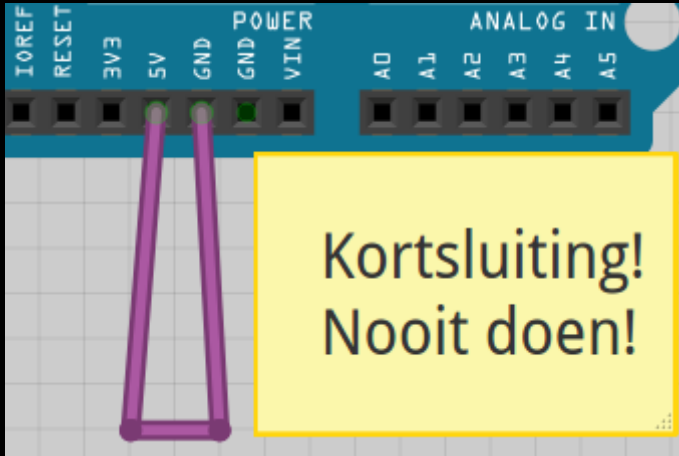 POWER
ANALOG IN
IOREF
RESET
3V3
5V
GND
GND
VIN
A0
A1
A2
A3
A4
A5
Kortsluiting!
Nooit doen!